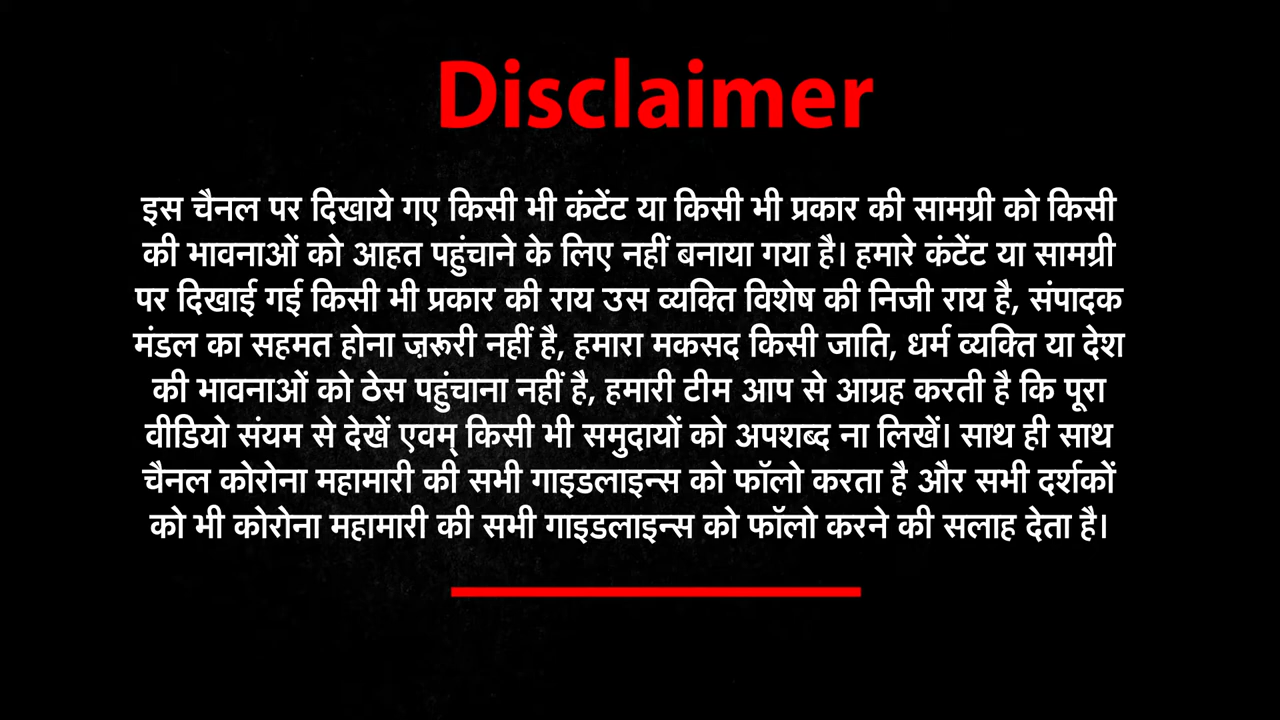 Disclaimer
इस चैनल पर दिखाये गए किसी भी कंटेंट या किसी भी प्रकार की सामग्री को किसी
की भावनाओं को आहत पहुंचाने के लिए नहीं बनाया गया है। हमारे कंटेंट या सामग्री
पर दिखाई गई किसी भी प्रकार की राय उस व्यक्ति विशेष की निजी राय है, संपादक
मंडल का सहमत होना ज़रूरी नहीं है, हमारा मकसद किसी जाति, धर्म व्यक्ति या देश
की भावनाओं को ठेस पहुंचाना नहीं है, हमारी टीम आप से आग्रह करती है कि पूरा
वीडियो संयम से देखें एवम् किसी भी समुदायों को अपशब्द ना लिखें। साथ ही साथ
चैनल कोरोना महामारी की सभी गाइडलाइन्स को फॉलो करता है और सभी दर्शकों
को भी कोरोना महामारी की सभी गाइडलाइन्स को फॉलो करने की सलाह देता है।